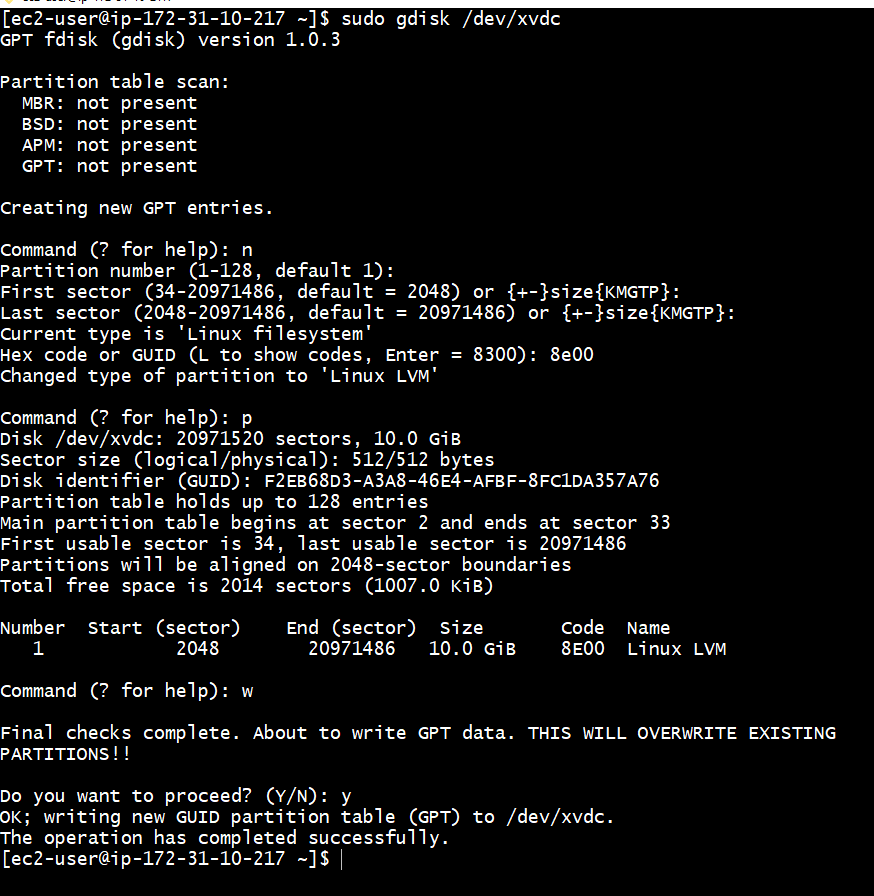 [ec2-user@ip-172-31-10-217 ~]$ sudo gdisk /dev/xvdc
GPT fdisk (gdisk) version 1.0.3
Partition table scan:
MBR: not present
BSD: not present
APM: not present
GPT: not present
Creating new GPT entries.
Command (? for help): n
Partition number (1-128, default 1):
First sector (34-20971486, default = 2048) or {+-}size{KMGTP}:
Last sector (2048-20971486, default = 20971486) or {+-}size{KMGTP}:
Current type is 'Linux filesystem'
Hex code or GUID (L to show codes, Enter = 8300): 8e00
Changed type of partition to 'Linux LVM'
Command (? for help): p
Disk /dev/xvdc: 20971520 sectors, 10.0 GiB
Sector size (logical/physical): 512/512 bytes
Disk identifier (GUID): F2EB68D3-A3A8-46E4-AFBF-8FC1DA357A76
Partition table holds up to 128 entries
Main partition table begins at sector 2 and ends at sector 33
First usable sector is 34, last usable sector is 20971486
Partitions will be aligned on 2048-sector boundaries
Total free space is 2014 sectors (1007.0 KiB)
Number  Start (sector)    End (sector)  Size       Code  Name
1            2048        20971486   10.0 GiB    8E00  Linux LVM
Command (? for help): w
Final checks complete. About to write GPT data. THIS WILL OVERWRITE EXISTING
PARTITIONS!!
Do you want to proceed? (Y/N): y
OK; writing new GUID partition table (GPT) to /dev/xvdc.
The operation has completed successfully.
[ec2-user@ip-172-31-10-217 ~]$